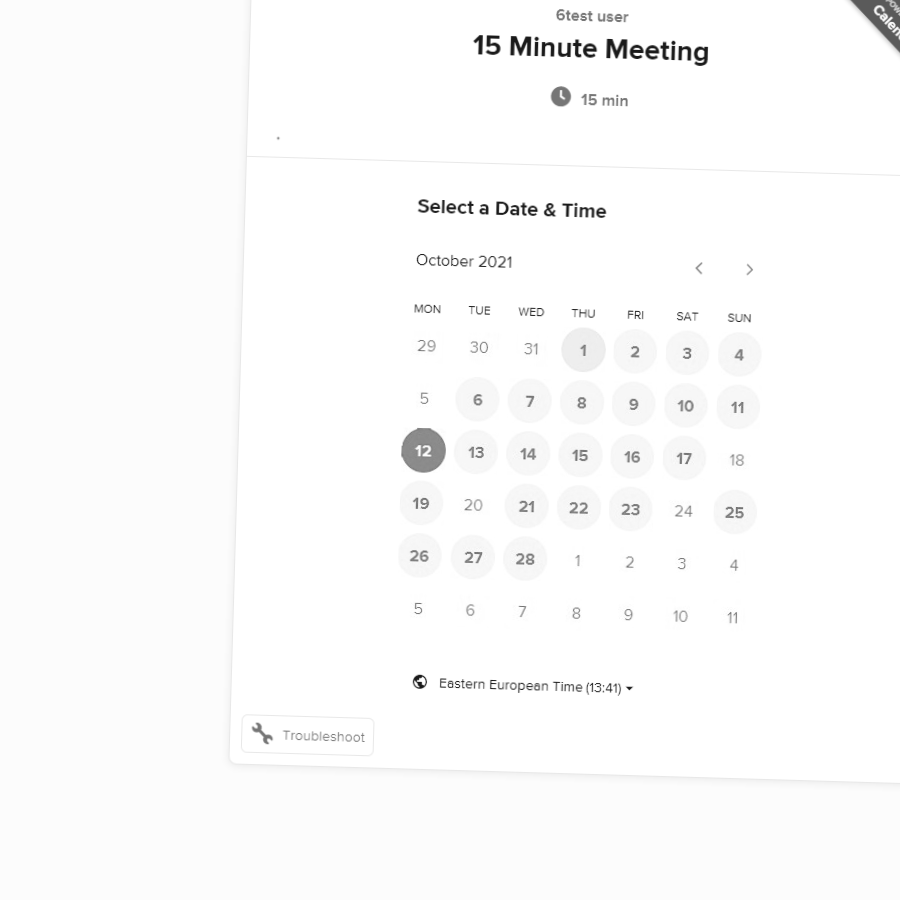 6test user
15 Minute Meeting
15 min
Select a Date & Time
October 2021
MON TUE WED THU FRI SAT SUN
29 30 31 1 2 3 4
5 6 7 8 9 10 11
12 13 14 15 16 17 18
19 20 21 22 23 24 25
26 27 28 1 2 3 4
5 6 7 8 9 10 11
Eastern European Time (13:41)
Troubleshoot